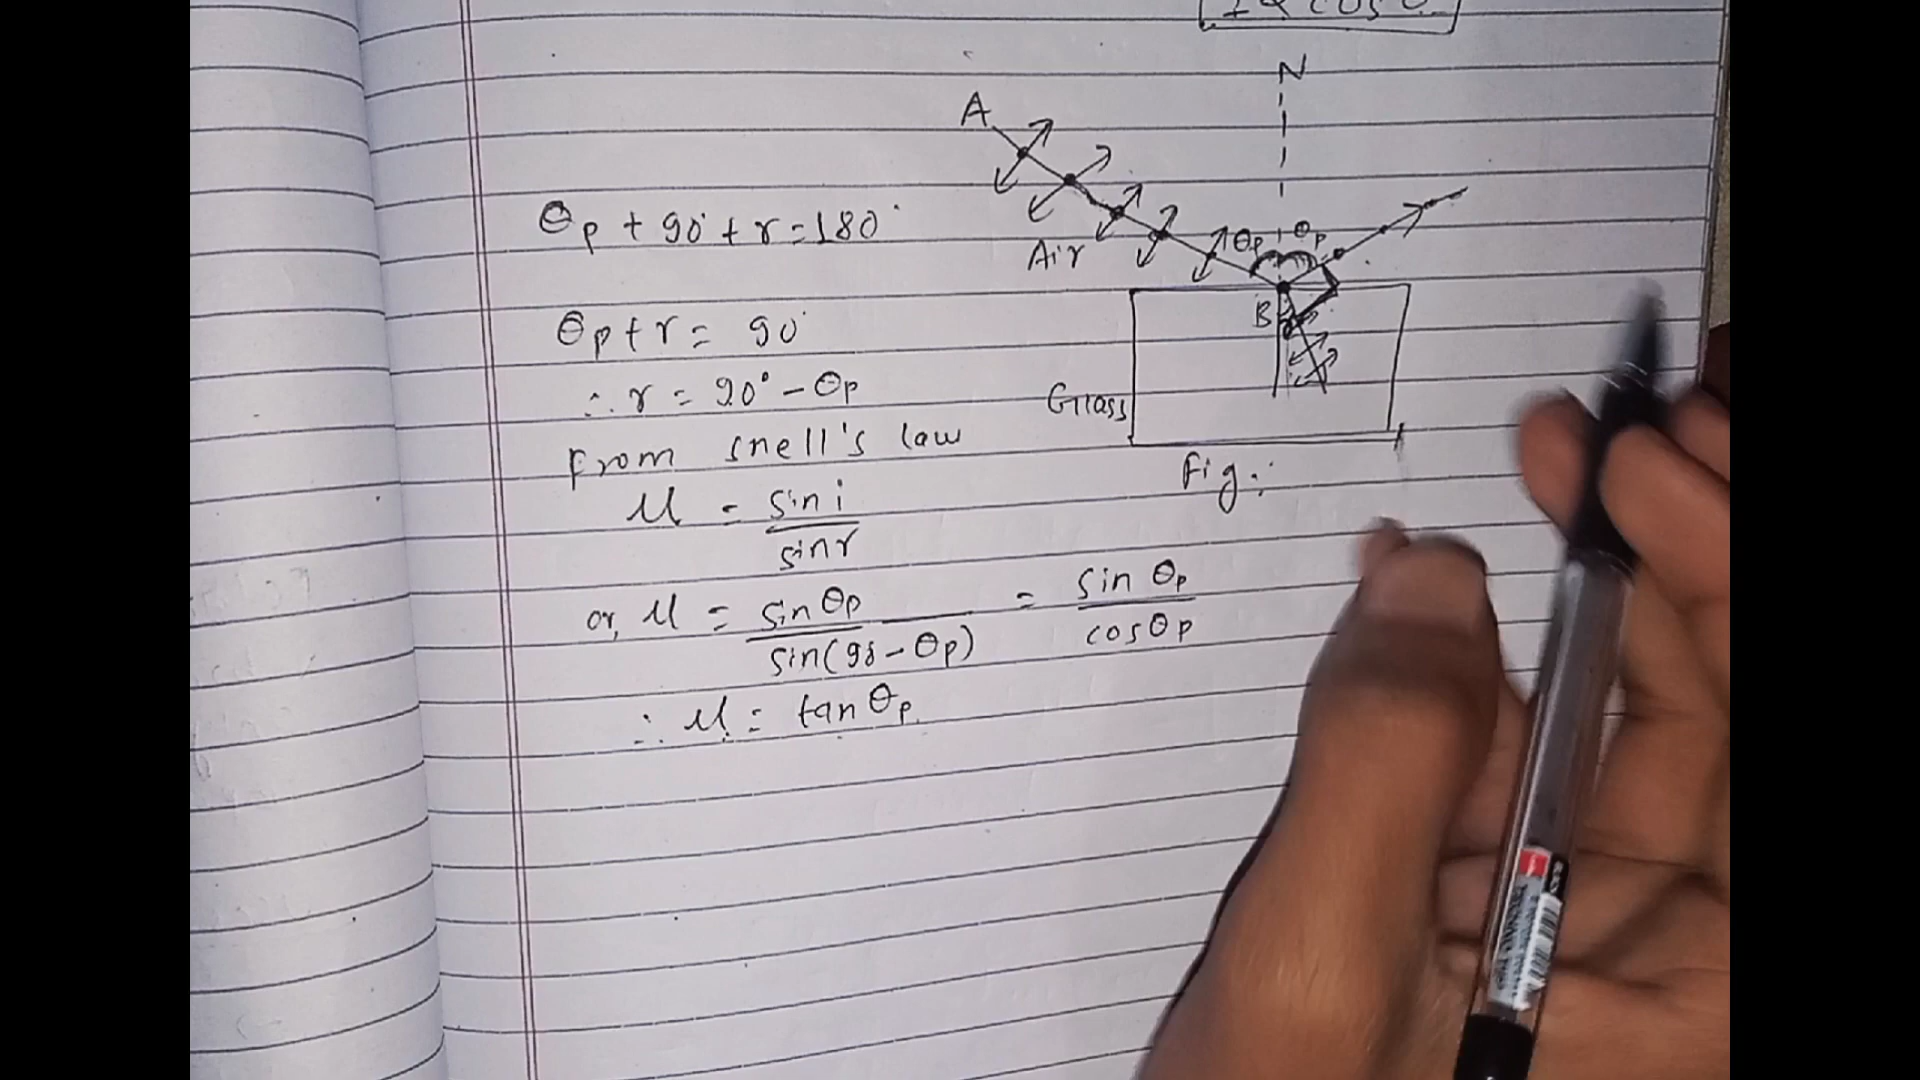 N
A
θp + 90° + r = 180°
θp θp
Air
B
θp + r = 90°
∴ r = 90° - θp
Glass
From snell's law
Fig:
μ = sin i / sin r
or, μ = sin θp / sin(90 - θp) = sin θp / cos θp
∴ μ = tan θp